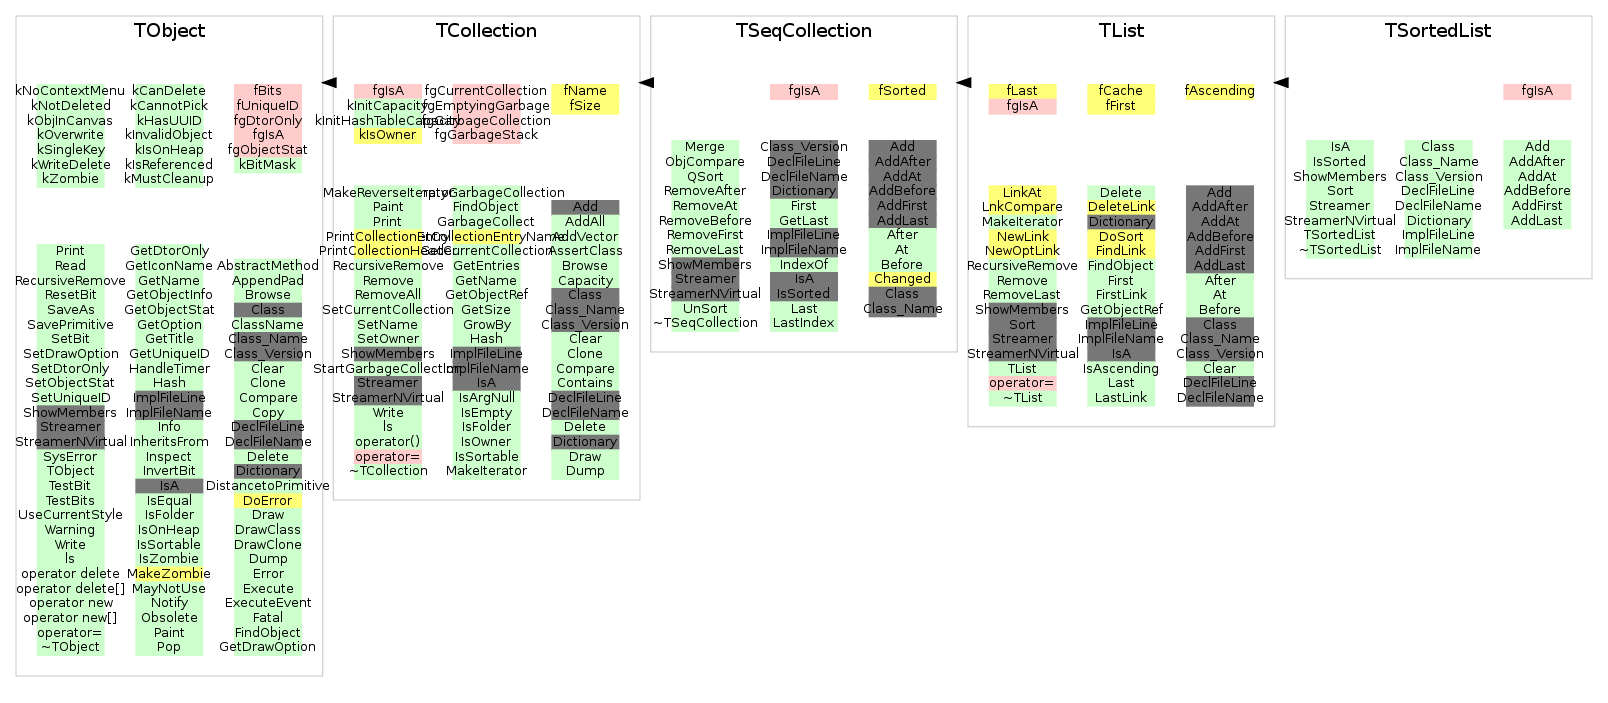 TObject
kNoContextMenu kCanDelete fBits
kNotDeleted kCannotPick fUniqueID
kObjInCanvas kHasUUID fgDtorOnly
kOverwrite kInvalidObject fgIsA
kSingleKey kIsOnHeap fgObjectStat
kWriteDelete kIsReferenced kBitMask
kZombie kMustCleanup
Print GetDtorOnly
Read GetIconName AbstractMethod
RecursiveRemove GetName AppendPad
ResetBit GetObjectInfo Browse
SaveAs GetObjectStat Class
SavePrimitive GetOption ClassName
SetBit GetTitle Class_Name
SetDrawOption GetUniqueID Class_Version
SetDtorOnly HandleTimer Clear
SetObjectStat Hash Clone
SetUniqueID ImplFileLine Compare
ShowMembers ImplFileName Copy
Streamer Info DeclFileLine
StreamerNVirtual InheritsFrom DeclFileName
SysError Inspect Delete
TObject InvertBit Dictionary
TestBit IsA DistancetoPrimitive
TestBits IsEqual DoError
UseCurrentStyle IsFolder Draw
Warning IsOnHeap DrawClass
Write IsSortable DrawClone
ls IsZombie Dump
operator delete MakeZombie Error
operator delete[] MayNotUse Execute
operator new Notify ExecuteEvent
operator new[] Obsolete Fatal
operator= Paint FindObject
~TObject Pop GetDrawOption
TCollection
fgIsA fgCurrentCollection fName
kInitCapacity fgEmptyingGarbage fSize
kInitHashTableCapacity fgGarbageCollection
kIsOwner fgGarbageStack
MakeReverseIterator
Paint FindObject Add
Print GarbageCollect AddAll
AddVector
AssertClass
RecursiveRemove GetEntries Browse
Remove GetName Capacity
RemoveAll GetObjectRef Class
SetCurrentCollection GetSize Class_Name
SetName GrowBy Class_Version
SetOwner Hash Clear
ShowMembers ImplFileLine Clone
StartGarbageCollection ImplFileName Compare
Streamer IsA Contains
StreamerNVirtual IsArgNull DeclFileLine
Write IsEmpty DeclFileName
ls IsFolder Delete
operator() IsOwner Dictionary
operator= IsSortable Draw
~TCollection MakeIterator Dump
TSeqCollection
fgIsA fSorted
Merge Class_Version Add
ObjCompare DeclFileLine AddAfter
QSort DeclFileName AddAt
RemoveAfter Dictionary AddBefore
RemoveAt First AddFirst
RemoveBefore GetLast AddLast
RemoveFirst ImplFileLine After
RemoveLast ImplFileName At
ShowMembers IndexOf Before
Streamer IsA Changed
StreamerNVirtual IsSorted Class
UnSort Last Class_Name
~TSeqCollection LastIndex
TList
fLast fCache fAscending
fgIsA fFirst
LinkAt Delete Add
LnkCompare DeleteLink AddAfter
MakeIterator Dictionary AddAt
NewLink DoSort AddBefore
NewOptLink FindLink AddFirst
RecursiveRemove FindObject AddLast
Remove First After
RemoveLast FirstLink At
ShowMembers GetObjectRef Before
Sort ImplFileLine Class
Streamer ImplFileName Class_Name
StreamerNVirtual IsA Class_Version
TList IsAscending Clear
operator= Last DeclFileLine
~TList LastLink DeclFileName
TSortedList
fgIsA
IsA Class Add
IsSorted Class_Name AddAfter
ShowMembers Class_Version AddAt
Sort DeclFileLine AddBefore
Streamer DeclFileName AddFirst
StreamerNVirtual Dictionary AddLast
TSortedList ImplFileLine
~TSortedList ImplFileName